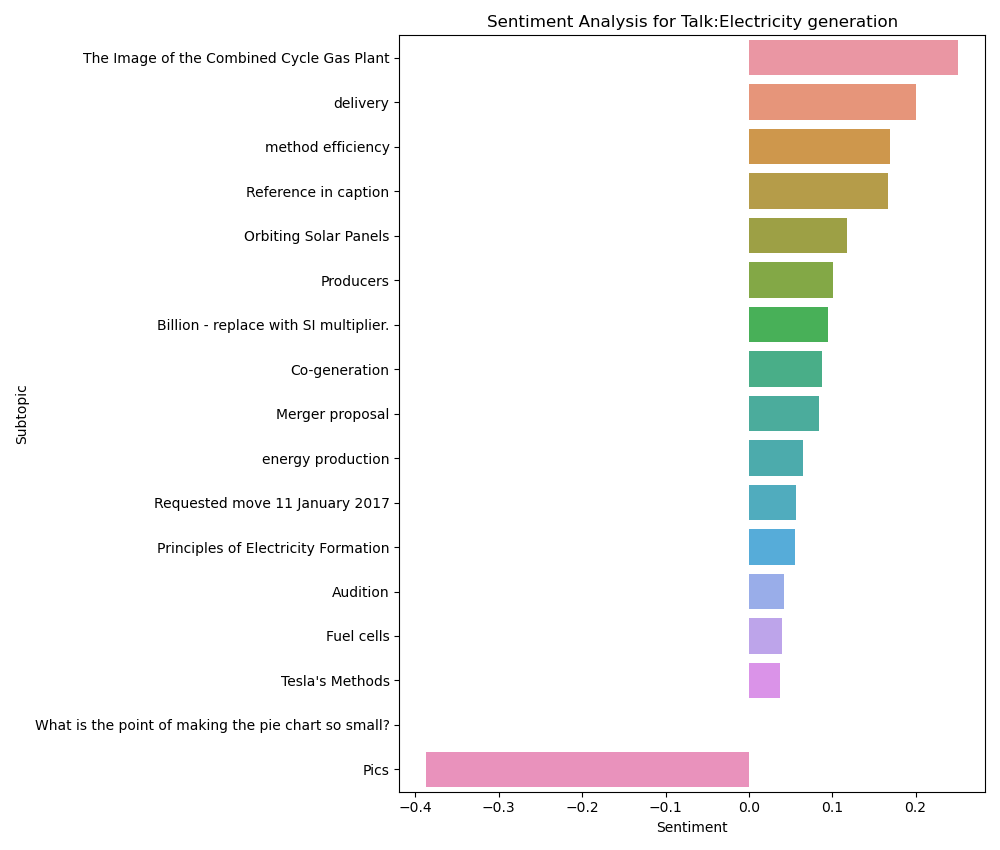 Sentiment Analysis for Talk:Electricity generation
The Image of the Combined Cycle Gas Plant
delivery
method efficiency
Reference in caption
Orbiting Solar Panels
Producers
Billion - replace with SI multiplier.
Co-generation
Merger proposal
energy production
Requested move 11 January 2017
Principles of Electricity Formation
Audition
Fuel cells
Tesla's Methods
What is the point of making the pie chart so small?
Pics
Subtopic
−0.4 −0.3 −0.2 −0.1 0.0 0.1 0.2
Sentiment